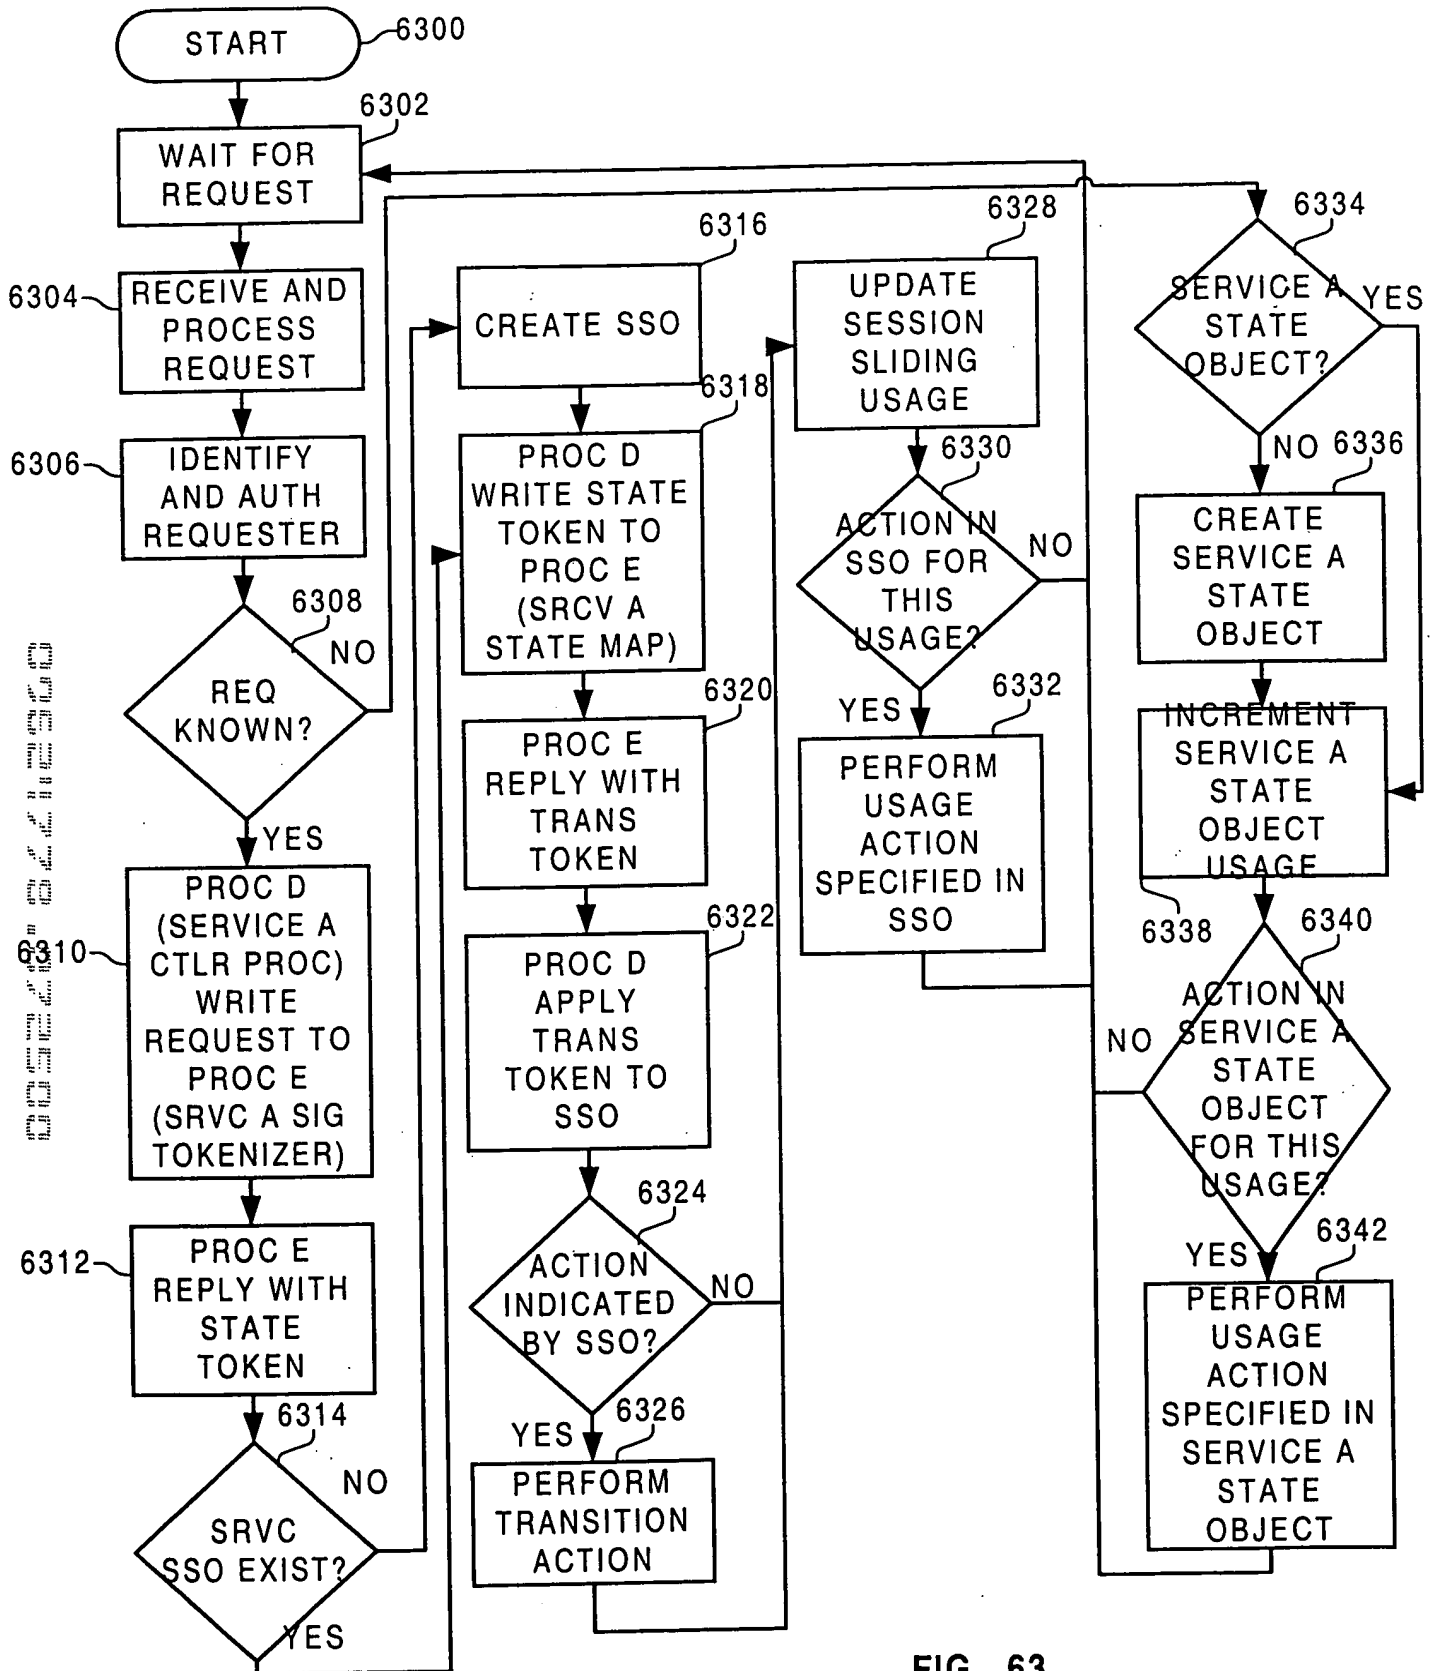 START
6300
6302
WAIT FOR
REQUEST
6304
RECEIVE AND
PROCESS
REQUEST
6306
IDENTIFY
AND AUTH
REQUESTER
6308
NO
REQ
KNOWN?
YES
6310
PROC D
(SERVICE A
CTLR PROC)
WRITE
REQUEST TO
PROC E
(SRVC A SIG
TOKENIZER)
6312
PROC E
REPLY WITH
STATE
TOKEN
6314
NO
SRVC
SSO EXIST?
YES
6316
CREATE SSO
6318
PROC D
WRITE STATE
TOKEN TO
PROC E
(SRCV A
STATE MAP)
6320
PROC E
REPLY WITH
TRANS
TOKEN
6322
PROC D
APPLY
TRANS
TOKEN TO
SSO
6324
ACTION
INDICATED
BY SSO?
NO
YES
6326
PERFORM
TRANSITION
ACTION
6328
UPDATE
SESSION
SLIDING
USAGE
6330
ACTION IN
SSO FOR
THIS
USAGE?
NO
YES
6332
PERFORM
USAGE
ACTION
SPECIFIED IN
SSO
6334
SERVICE A
STATE
OBJECT?
YES
NO
6336
CREATE
SERVICE A
STATE
OBJECT
INCREMENT
SERVICE A
STATE
OBJECT
USAGE
6338
6340
ACTION IN
SERVICE A
STATE
OBJECT
FOR THIS
USAGE?
NO
YES
6342
PERFORM
USAGE
ACTION
SPECIFIED IN
SERVICE A
STATE
OBJECT
FIG. 63